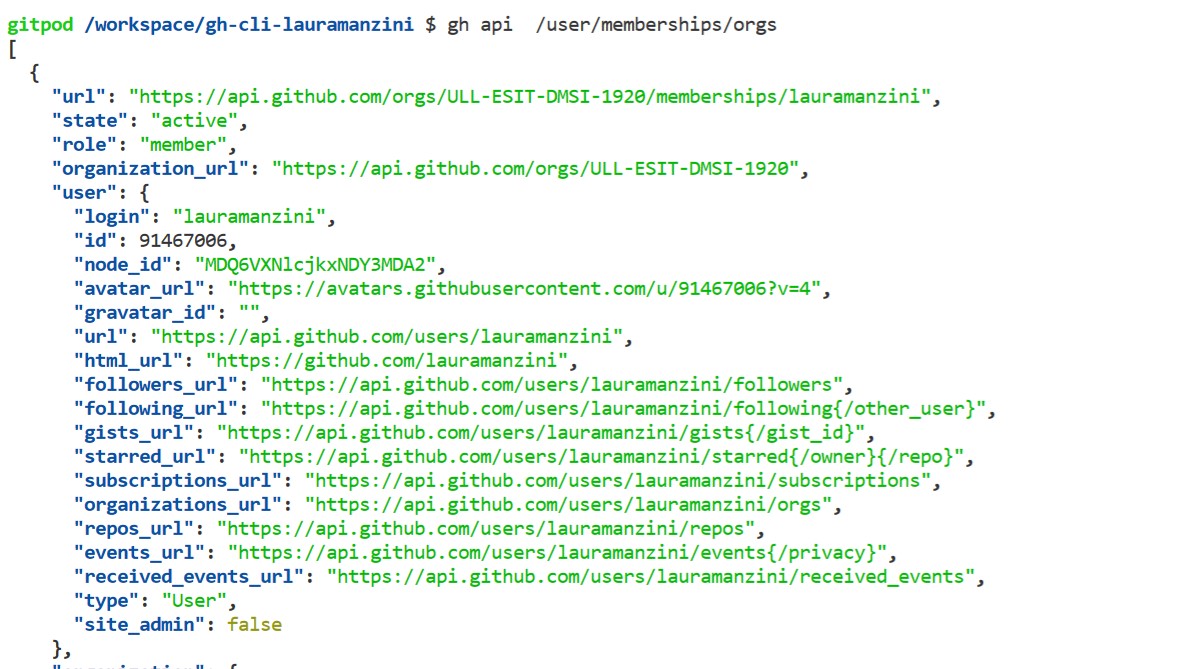 gitpod /workspace/gh-cli-lauramanzini $ gh api  /user/memberships/orgs
[
  {
    "url": "https://api.github.com/orgs/ULL-ESIT-DMSI-1920/memberships/lauramanzini",
    "state": "active",
    "role": "member",
    "organization_url": "https://api.github.com/orgs/ULL-ESIT-DMSI-1920",
    "user": {
      "login": "lauramanzini",
      "id": 91467006,
      "node_id": "MDQ6VXNlcjkxNDY3MDA2",
      "avatar_url": "https://avatars.githubusercontent.com/u/91467006?v=4",
      "gravatar_id": "",
      "url": "https://api.github.com/users/lauramanzini",
      "html_url": "https://github.com/lauramanzini",
      "followers_url": "https://api.github.com/users/lauramanzini/followers",
      "following_url": "https://api.github.com/users/lauramanzini/following{/other_user}",
      "gists_url": "https://api.github.com/users/lauramanzini/gists{/gist_id}",
      "starred_url": "https://api.github.com/users/lauramanzini/starred{/owner}{/repo}",
      "subscriptions_url": "https://api.github.com/users/lauramanzini/subscriptions",
      "organizations_url": "https://api.github.com/users/lauramanzini/orgs",
      "repos_url": "https://api.github.com/users/lauramanzini/repos",
      "events_url": "https://api.github.com/users/lauramanzini/events{/privacy}",
      "received_events_url": "https://api.github.com/users/lauramanzini/received_events",
      "type": "User",
      "site_admin": false
    },